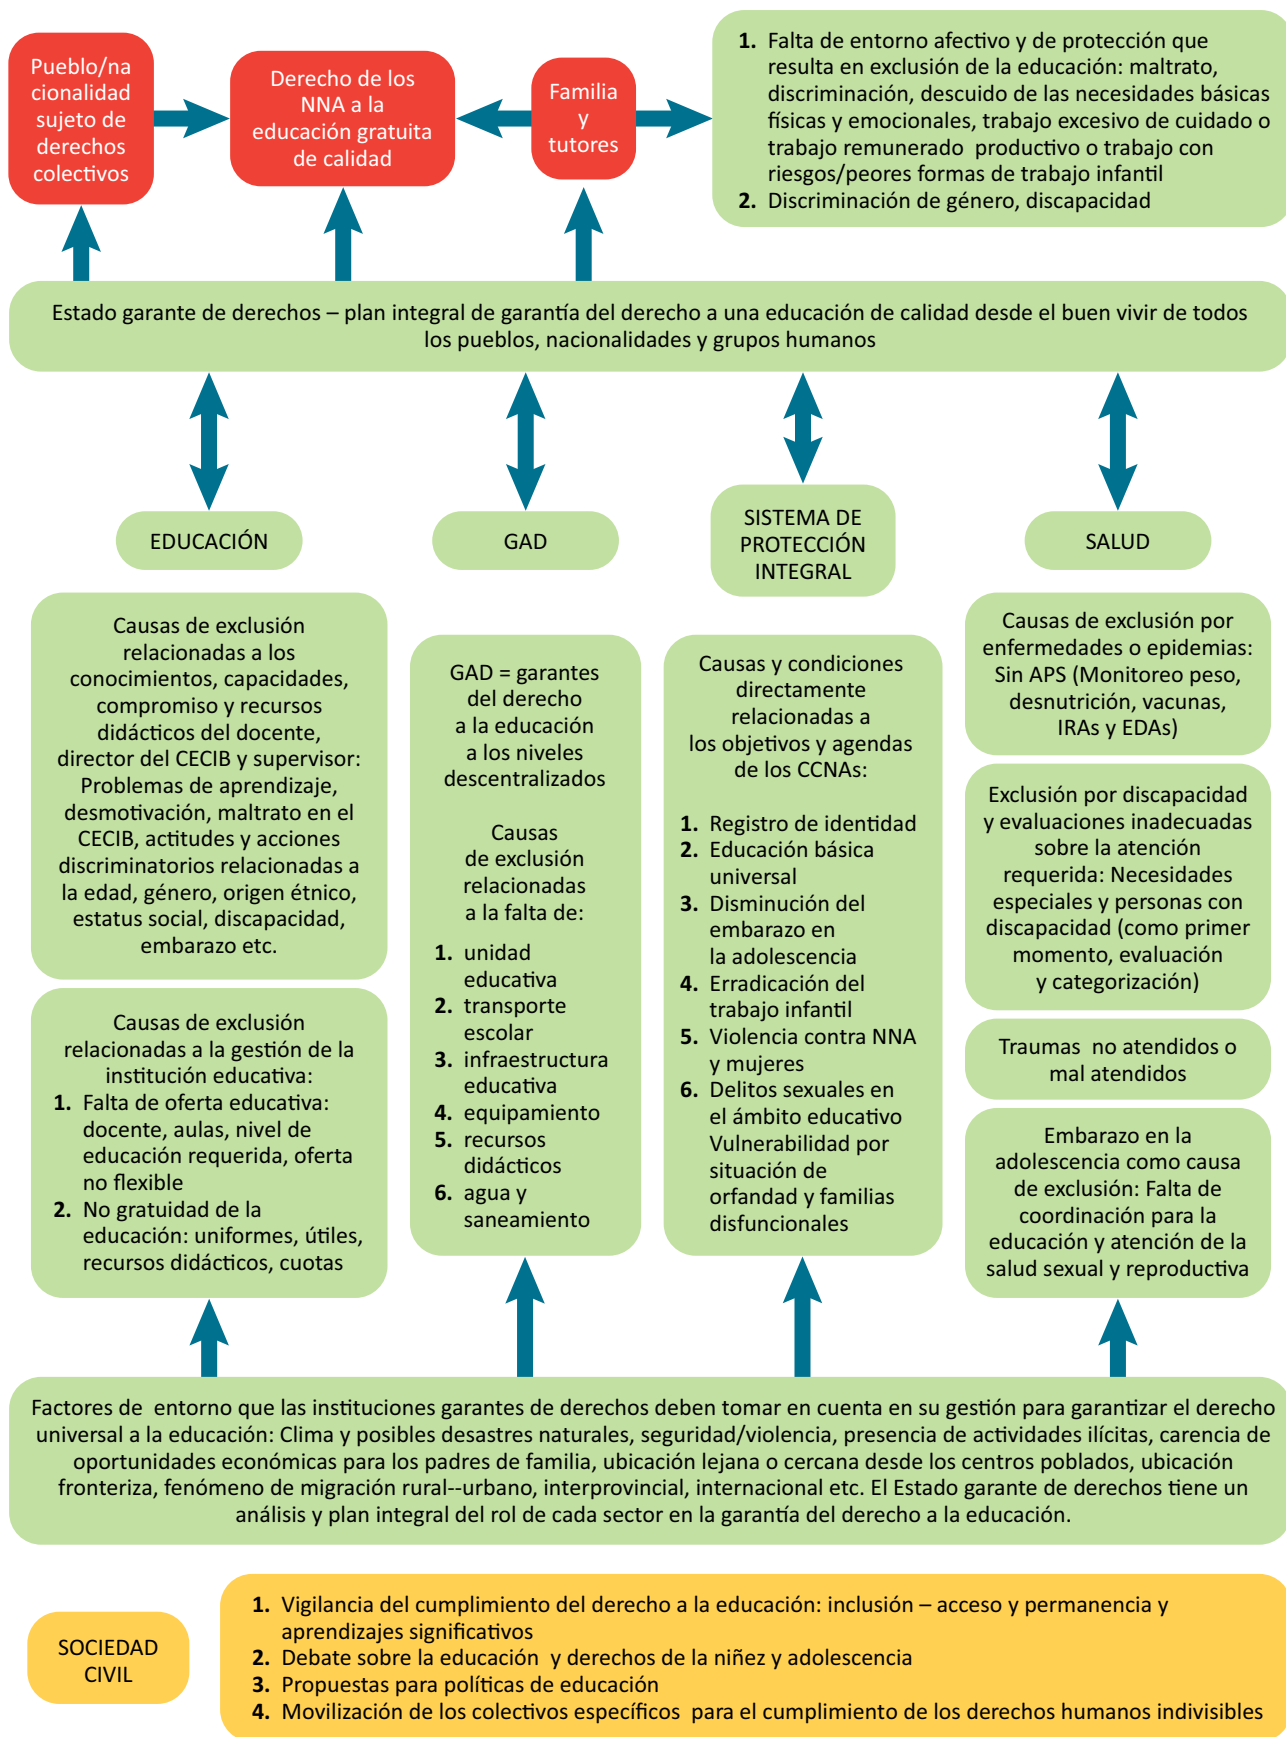 Pueblo/na
cionalidad
sujeto de
derechos
colectivos
Derecho de los
NNA a la
educación gratuita
de calidad
Familia
y
tutores
1. Falta de entorno afectivo y de protección que
resulta en exclusión de la educación: maltrato,
discriminación, descuido de las necesidades básicas
físicas y emocionales, trabajo excesivo de cuidado o
trabajo remunerado productivo o trabajo con
riesgos/peores formas de trabajo infantil
2. Discriminación de género, discapacidad
Estado garante de derechos – plan integral de garantía del derecho a una educación de calidad desde el buen vivir de todos
los pueblos, nacionalidades y grupos humanos
EDUCACIÓN
GAD
SISTEMA DE
PROTECCIÓN
INTEGRAL
SALUD
Causas de exclusión
relacionadas a los
conocimientos, capacidades,
compromiso y recursos
didácticos del docente,
director del CECIB y supervisor:
Problemas de aprendizaje,
desmotivación, maltrato en el
CECIB, actitudes y acciones
discriminatorios relacionadas a
la edad, género, origen étnico,
estatus social, discapacidad,
embarazo etc.
Causas de exclusión
relacionadas a la gestión de la
institución educativa:
1. Falta de oferta educativa:
docente, aulas, nivel de
educación requerida, oferta
no flexible
2. No gratuidad de la
educación: uniformes, útiles,
recursos didácticos, cuotas
GAD = garantes
del derecho
a la educación
a los niveles
descentralizados
Causas
de exclusión
relacionadas
a la falta de:
1. unidad
educativa
2. transporte
escolar
3. infraestructura
educativa
4. equipamiento
5. recursos
didácticos
6. agua y
saneamiento
Causas y condiciones
directamente
relacionadas a
los objetivos y agendas
de los CCNAs:
1. Registro de identidad
2. Educación básica
universal
3. Disminución del
embarazo en
la adolescencia
4. Erradicación del
trabajo infantil
5. Violencia contra NNA
y mujeres
6. Delitos sexuales en
el ámbito educativo
Vulnerabilidad por
situación de
orfandad y familias
disfuncionales
Causas de exclusión por
enfermedades o epidemias:
Sin APS (Monitoreo peso,
desnutrición, vacunas,
IRAs y EDAs)
Exclusión por discapacidad
y evaluaciones inadecuadas
sobre la atención
requerida: Necesidades
especiales y personas con
discapacidad (como primer
momento, evaluación
y categorización)
Traumas no atendidos o
mal atendidos
Embarazo en la
adolescencia como causa
de exclusión: Falta de
coordinación para la
educación y atención de la
salud sexual y reproductiva
Factores de entorno que las instituciones garantes de derechos deben tomar en cuenta en su gestión para garantizar el derecho
universal a la educación: Clima y posibles desastres naturales, seguridad/violencia, presencia de actividades ilícitas, carencia de
oportunidades económicas para los padres de familia, ubicación lejana o cercana desde los centros poblados, ubicación
fronteriza, fenómeno de migración rural--urbano, interprovincial, internacional etc. El Estado garante de derechos tiene un
análisis y plan integral del rol de cada sector en la garantía del derecho a la educación.
SOCIEDAD
CIVIL
1. Vigilancia del cumplimiento del derecho a la educación: inclusión – acceso y permanencia y
aprendizajes significativos
2. Debate sobre la educación y derechos de la niñez y adolescencia
3. Propuestas para políticas de educación
4. Movilización de los colectivos específicos para el cumplimiento de los derechos humanos indivisibles